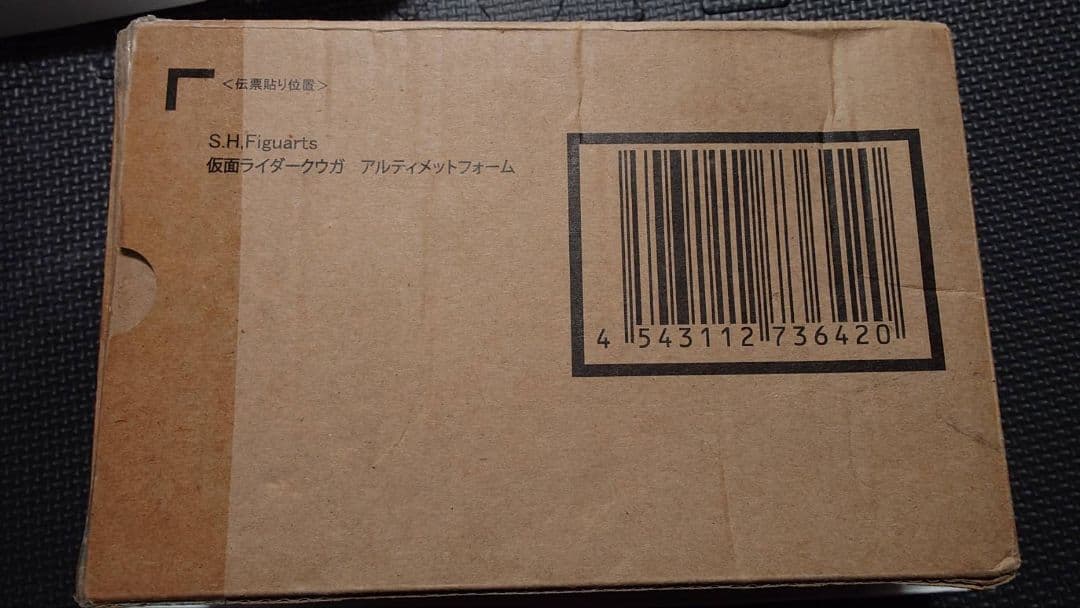 ＜伝票貼り位置＞
S.H.Figuarts
仮面ライダークウガ　アルティメットフォーム
4 543112 736420